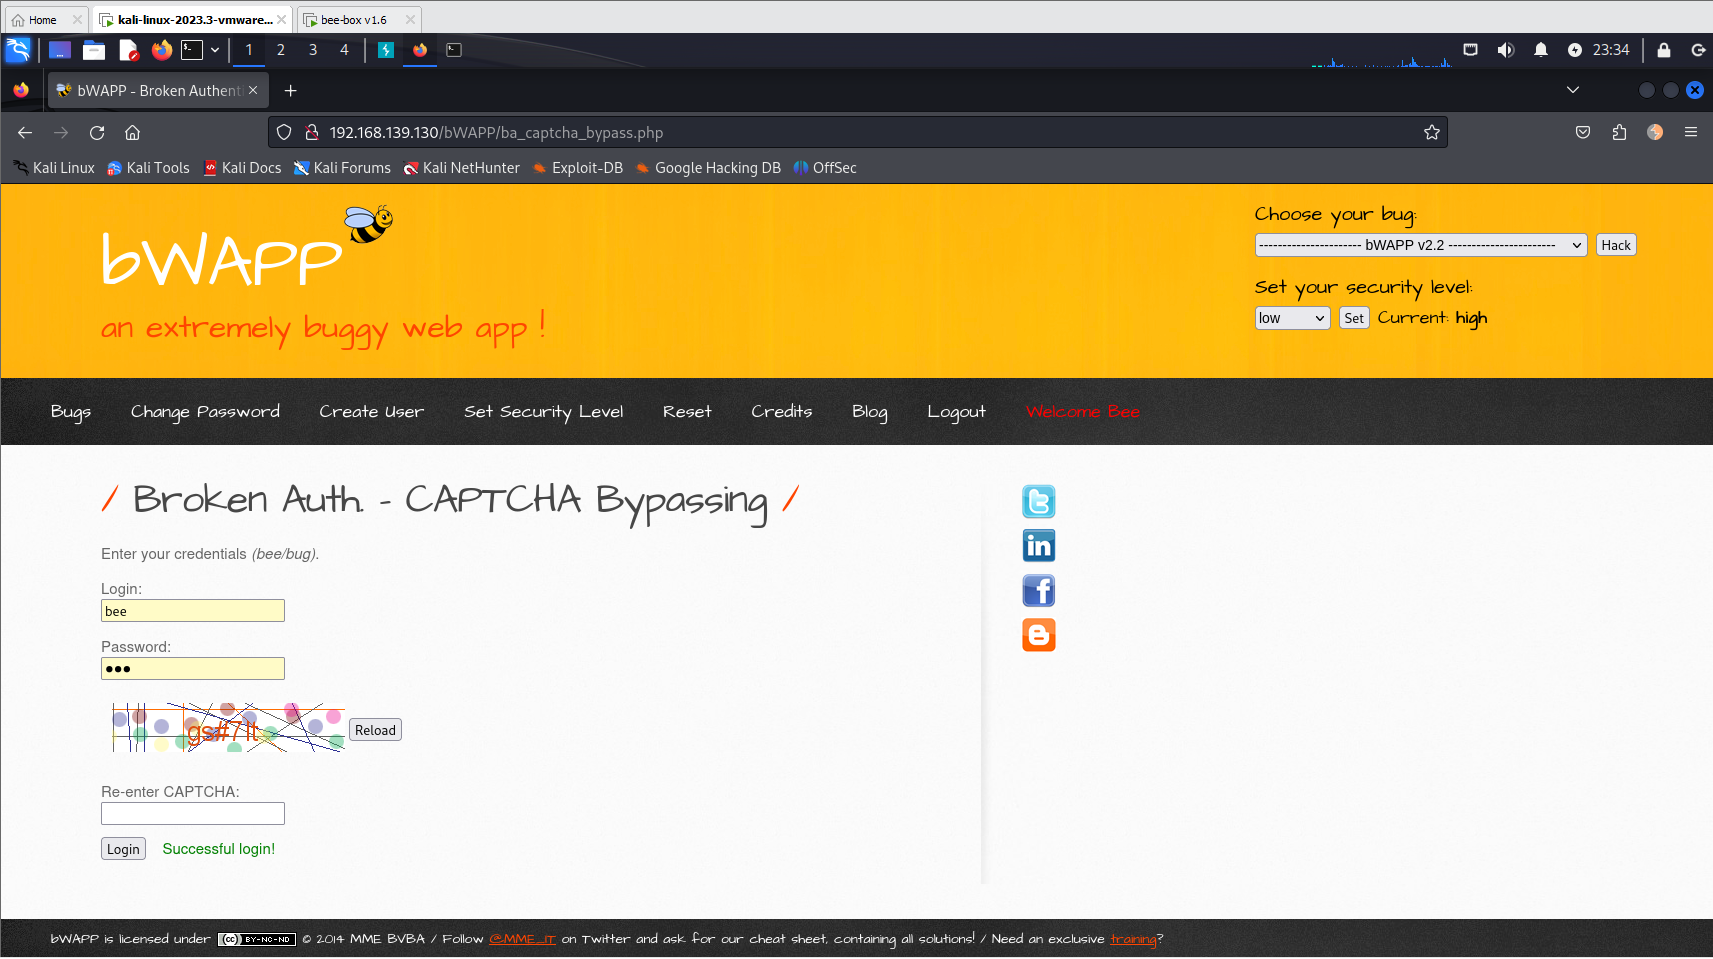 Home
kali-linux-2023.3-vmware...
bee-box v1.6
1 2 3 4
23:34
bWAPP - Broken Authenti
192.168.139.130/bWAPP/ba_captcha_bypass.php
Kali Linux Kali Tools Kali Docs Kali Forums Kali NetHunter Exploit-DB Google Hacking DB OffSec
bWAPP
an extremely buggy web app !
Choose your bug:
---------------------- bWAPP v2.2 ----------------------- Hack
Set your security level:
low Set Current: high
Bugs Change Password Create User Set Security Level Reset Credits Blog Logout Welcome Bee
/ Broken Auth. - CAPTCHA Bypassing /
Enter your credentials (bee/bug).
Login:
bee
Password:
Reload
Re-enter CAPTCHA:
Login Successful login!
bWAPP is licensed under CC BY-NC-ND © 2014 MME BVBA / Follow @MME_IT on Twitter and ask for our cheat sheet, containing all solutions! / Need an exclusive training?